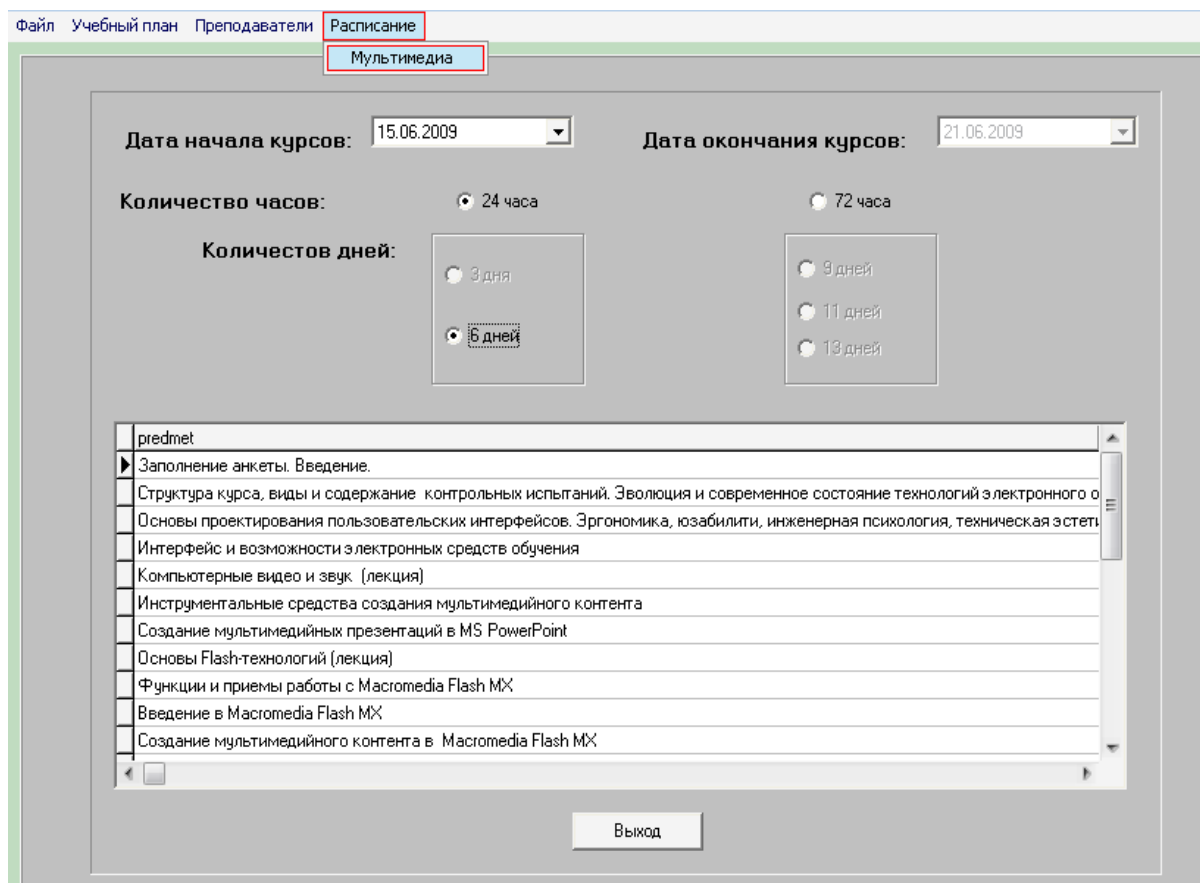 Файл Учебный план Преподаватели Расписание
Мультимедиа
Дата начала курсов: 15.06.2009 Дата окончания курсов: 21.06.2009
Количество часов: 24 часа 72 часа
Количестов дней:
3 дня 9 дней
11 дней
6 дней 13 дней
predmet
Заполнение анкеты. Введение.
Структура курса, виды и содержание контрольных испытаний. Эволюция и современное состояние технологий электронного о
Основы проектирования пользовательских интерфейсов. Эргономика, юзабилити, инженерная психология, техническая эстети
Интерфейс и возможности электронных средств обучения
Компьютерные видео и звук (лекция)
Инструментальные средства создания мультимедийного контента
Создание мультимедийных презентаций в MS PowerPoint
Основы Flash-технологий (лекция)
Функции и приемы работы с Macromedia Flash MX
Введение в Macromedia Flash MX
Создание мультимедийного контента в Macromedia Flash MX
Выход